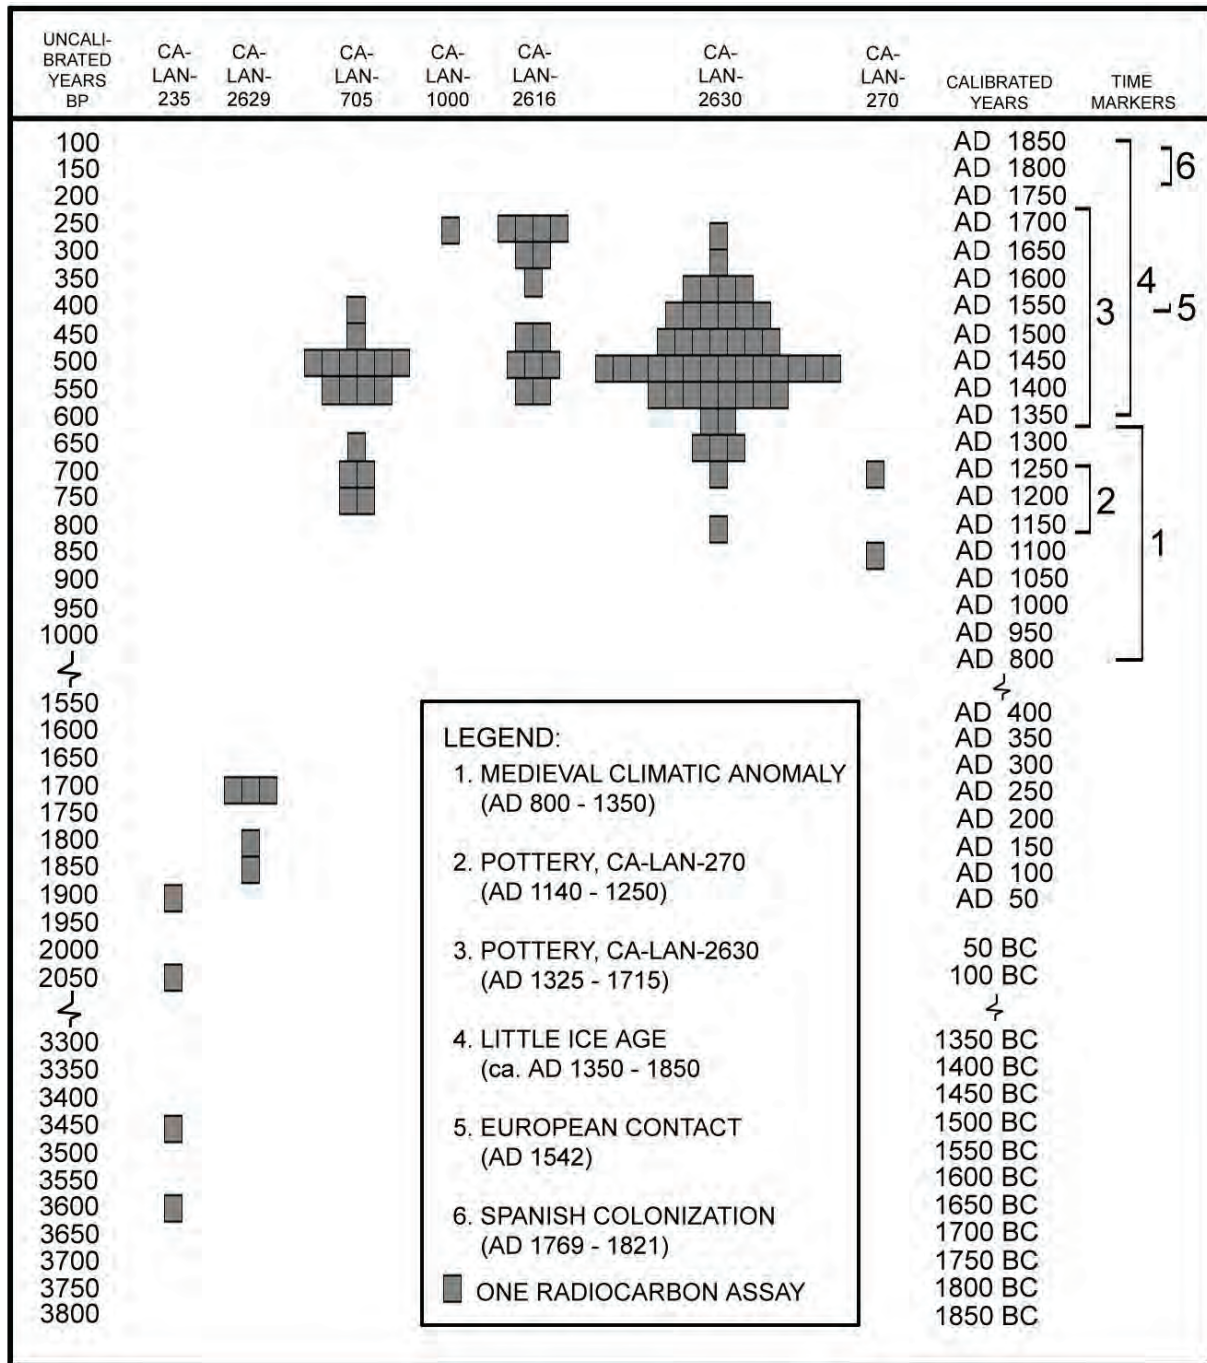 UNCALI-
BRATED
YEARS
BP
CA-
LAN-
235
CA-
LAN-
2629
CA-
LAN-
705
CA-
LAN-
1000
CA-
LAN-
2616
CA-
LAN-
2630
CA-
LAN-
270
CALIBRATED
YEARS
TIME
MARKERS
100 AD 1850
150 AD 1800 6
200 AD 1750
250 AD 1700
300 AD 1650
350 AD 1600 4
400 AD 1550 3 5
450 AD 1500
500 AD 1450
550 AD 1400
600 AD 1350
650 AD 1300
700 AD 1250
750 AD 1200 2
800 AD 1150
850 AD 1100 1
900 AD 1050
950 AD 1000
1000 AD 950
AD 800
1550 AD 400
1600 AD 350
1650 AD 300
1700 AD 250
1750 AD 200
1800 AD 150
1850 AD 100
1900 AD 50
1950
2000 50 BC
2050 100 BC
3300 1350 BC
3350 1400 BC
3400 1450 BC
3450 1500 BC
3500 1550 BC
3550 1600 BC
3600 1650 BC
3650 1700 BC
3700 1750 BC
3750 1800 BC
3800 1850 BC
LEGEND:
1. MEDIEVAL CLIMATIC ANOMALY
(AD 800 - 1350)
2. POTTERY, CA-LAN-270
(AD 1140 - 1250)
3. POTTERY, CA-LAN-2630
(AD 1325 - 1715)
4. LITTLE ICE AGE
(ca. AD 1350 - 1850
5. EUROPEAN CONTACT
(AD 1542)
6. SPANISH COLONIZATION
(AD 1769 - 1821)
ONE RADIOCARBON ASSAY